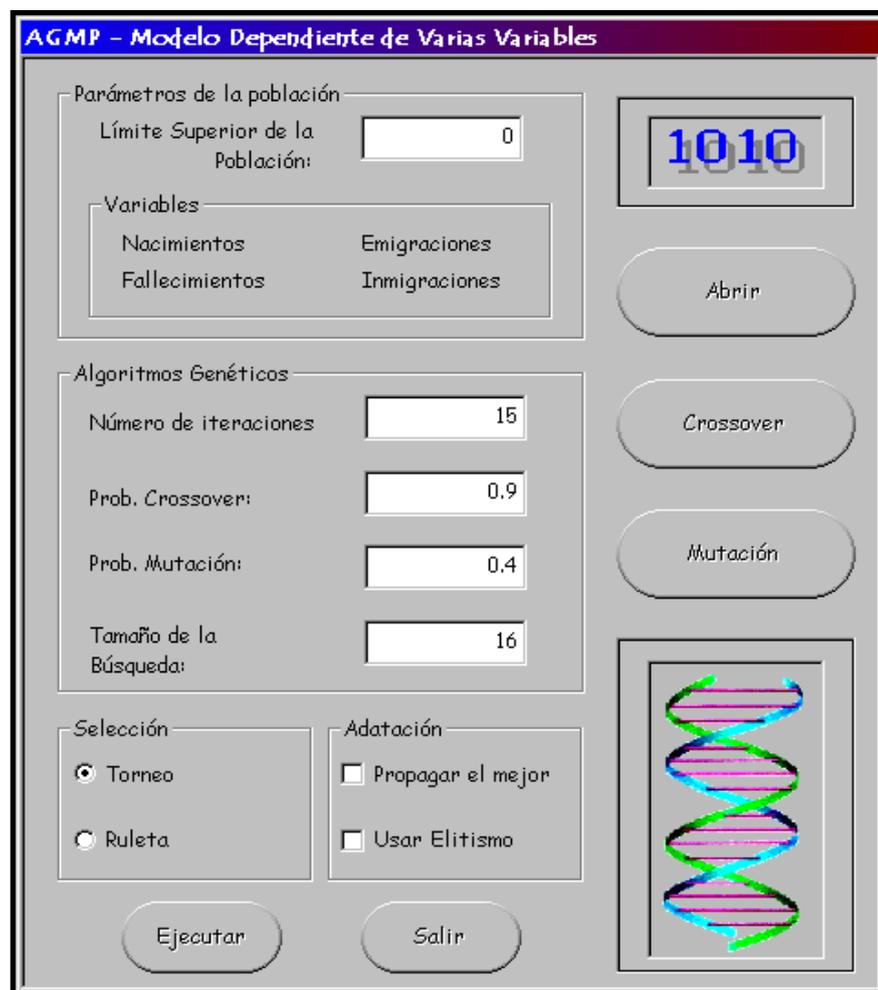 AGMP - Modelo Dependiente de Varias Variables
Parámetros de la población
Límite Superior de la
Población:
0
Variables
Nacimientos
Emigraciones
Fallecimientos
Inmigraciones
Algoritmos Genéticos
Número de iteraciones
15
Prob. Crossover:
0.9
Prob. Mutación:
0.4
Tamaño de la
Búsqueda:
16
Selección
Torneo
Ruleta
Adatación
Propagar el mejor
Usar Elitismo
Ejecutar
Salir
1010
Abrir
Crossover
Mutación